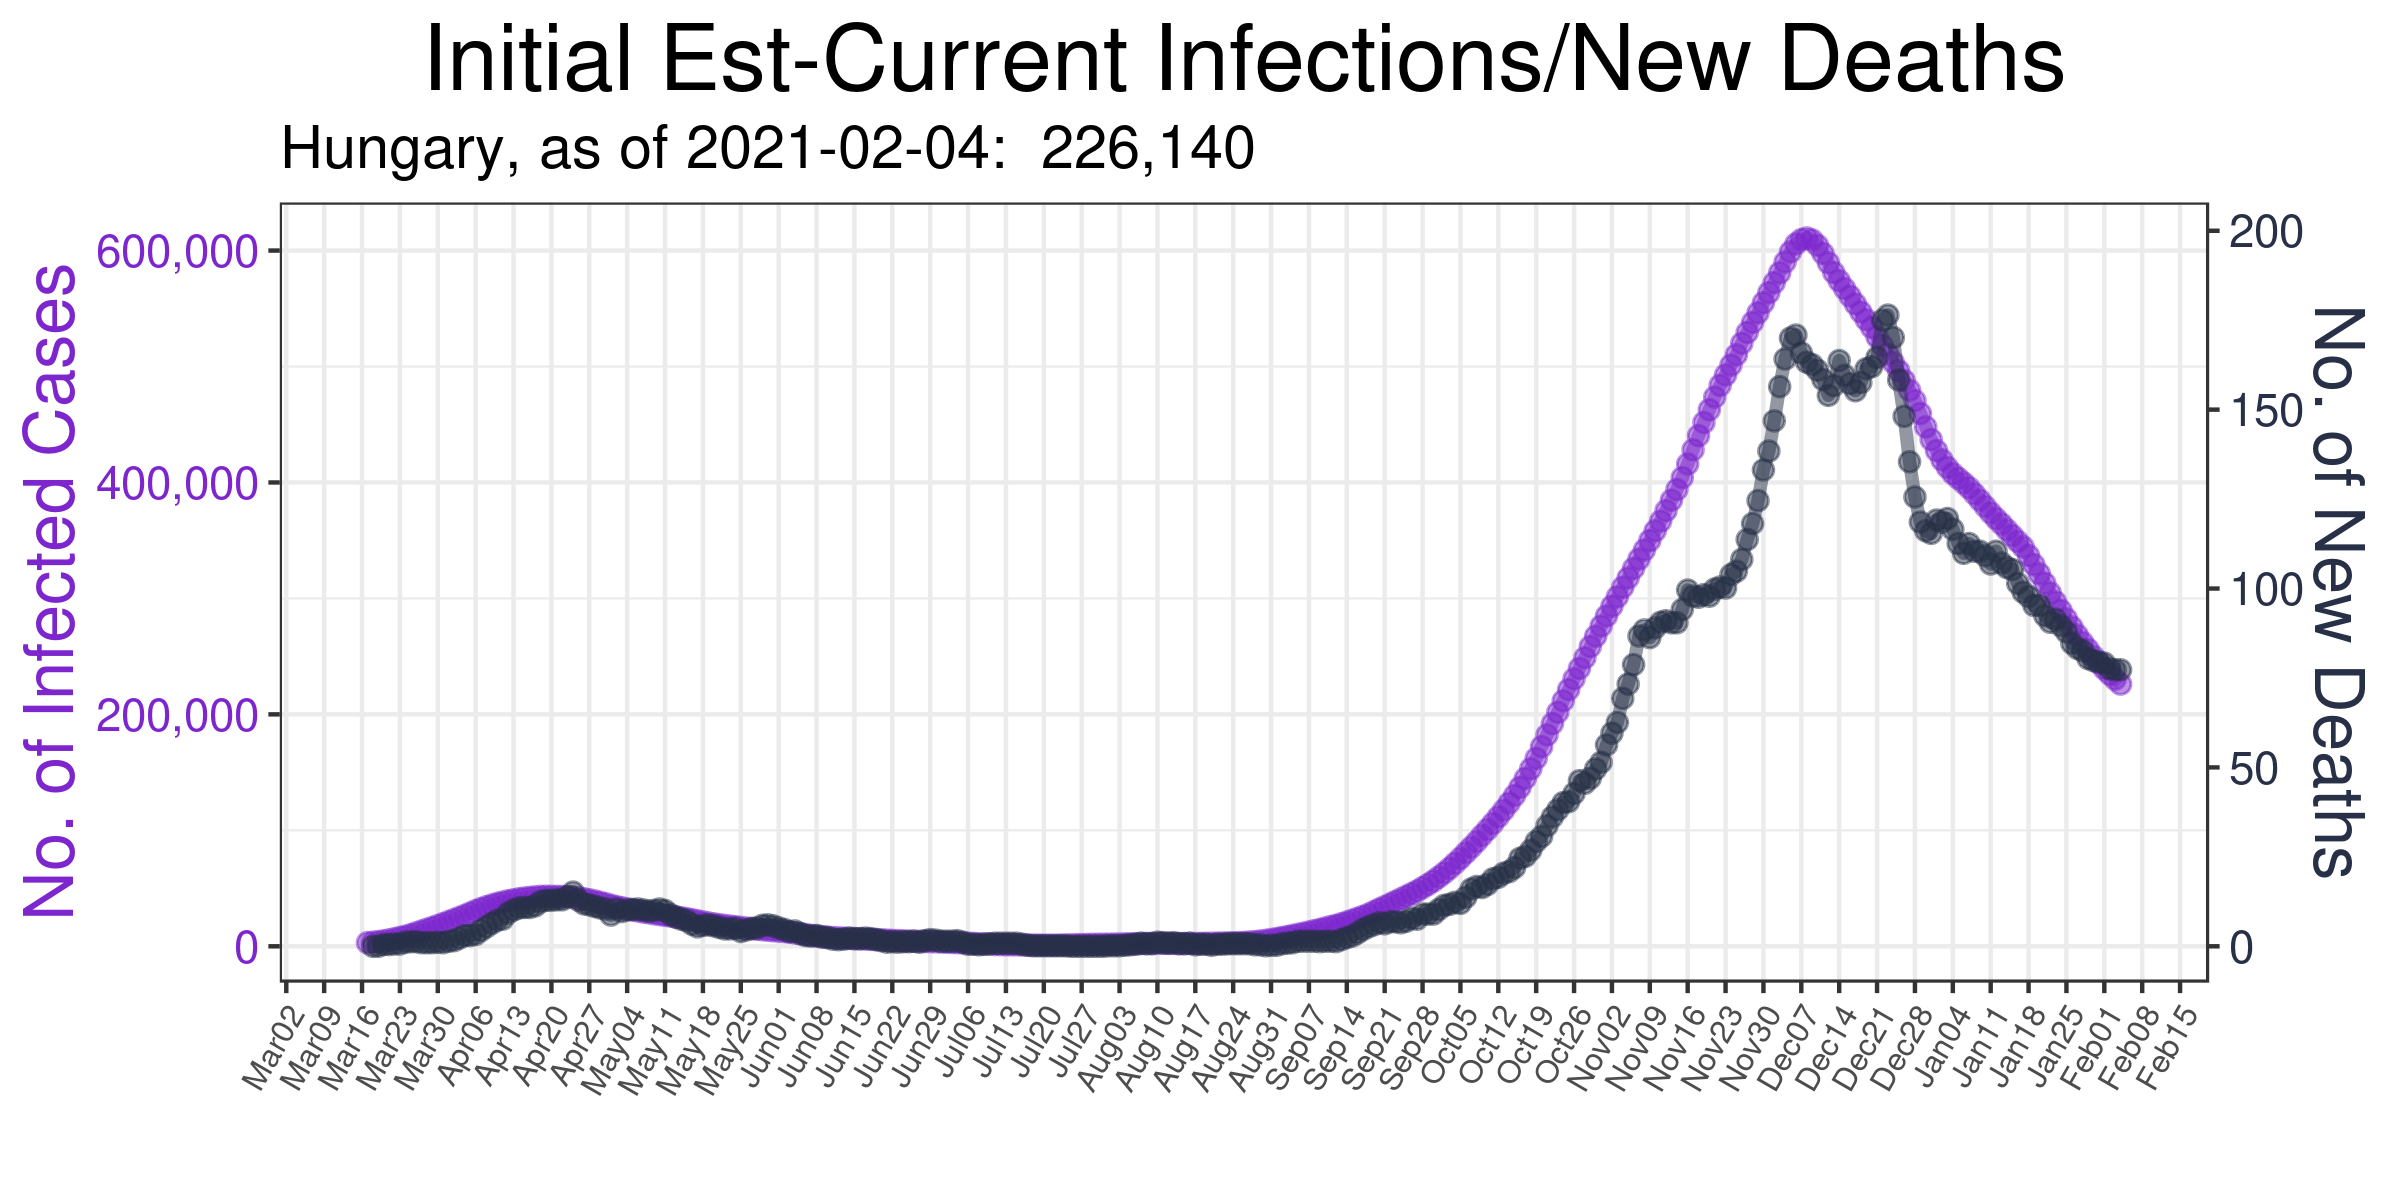 Initial Est-Current Infections/New Deaths
Hungary, as of 2021-02-04:  226,140
No. of Infected Cases
600,000
400,000
200,000
0
200
150
100
50
0
No. of New Deaths
Mar02
Mar09
Mar16
Mar23
Mar30
Apr06
Apr13
Apr20
Apr27
May04
May11
May18
May25
Jun01
Jun08
Jun15
Jun22
Jun29
Jul06
Jul13
Jul20
Jul27
Aug03
Aug10
Aug17
Aug24
Aug31
Sep07
Sep14
Sep21
Sep28
Oct05
Oct12
Oct19
Oct26
Nov02
Nov09
Nov16
Nov23
Nov30
Dec07
Dec14
Dec21
Dec28
Jan04
Jan11
Jan18
Jan25
Feb01
Feb08
Feb15